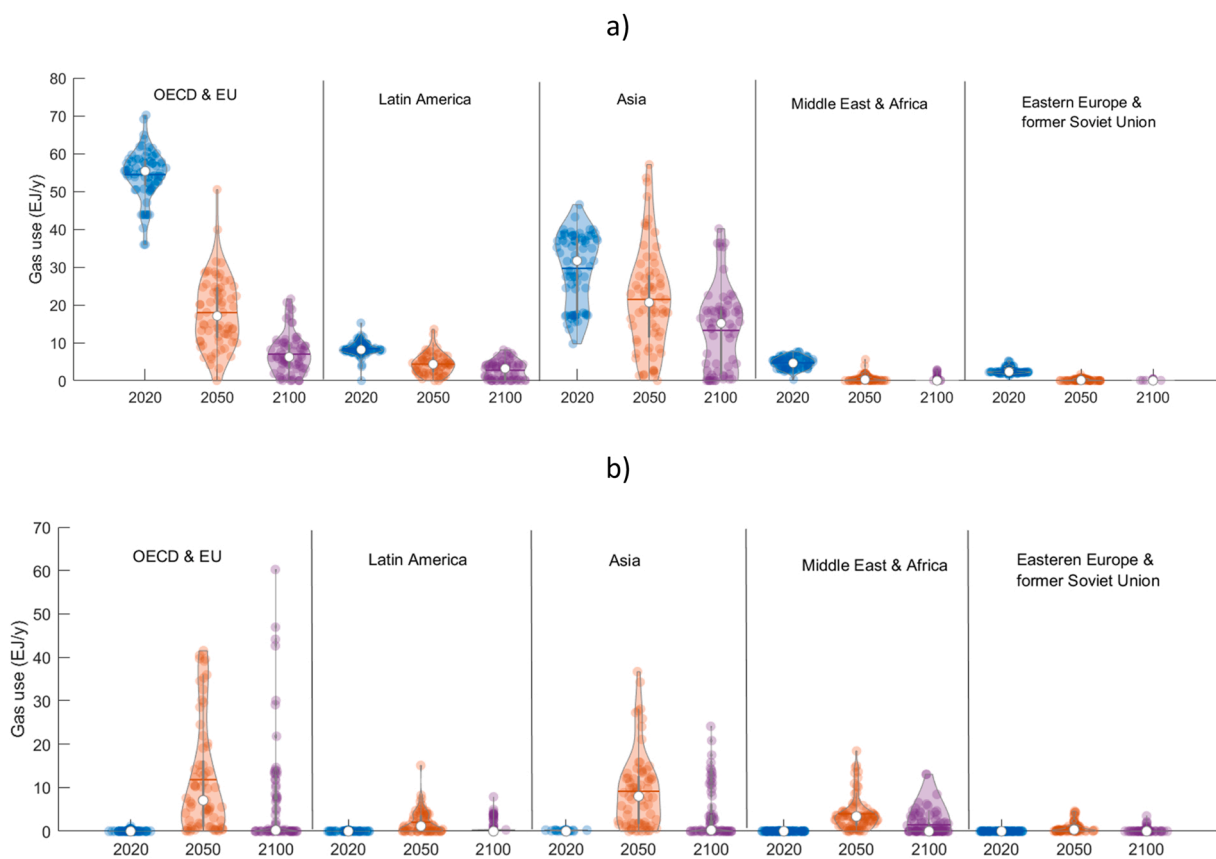 a)
80
70
60
50
40
30
20
10
0
Gas use (EJ/y)
OECD & EU
Latin America
Asia
Middle East & Africa
Eastern Europe &
former Soviet Union
2020 2050 2100 2020 2050 2100 2020 2050 2100 2020 2050 2100 2020 2050 2100
b)
70
60
50
40
30
20
10
0
Gas use (EJ/y)
OECD & EU
Latin America
Asia
Middle East & Africa
Easteren Europe &
former Soviet Union
2020 2050 2100 2020 2050 2100 2020 2050 2100 2020 2050 2100 2020 2050 2100